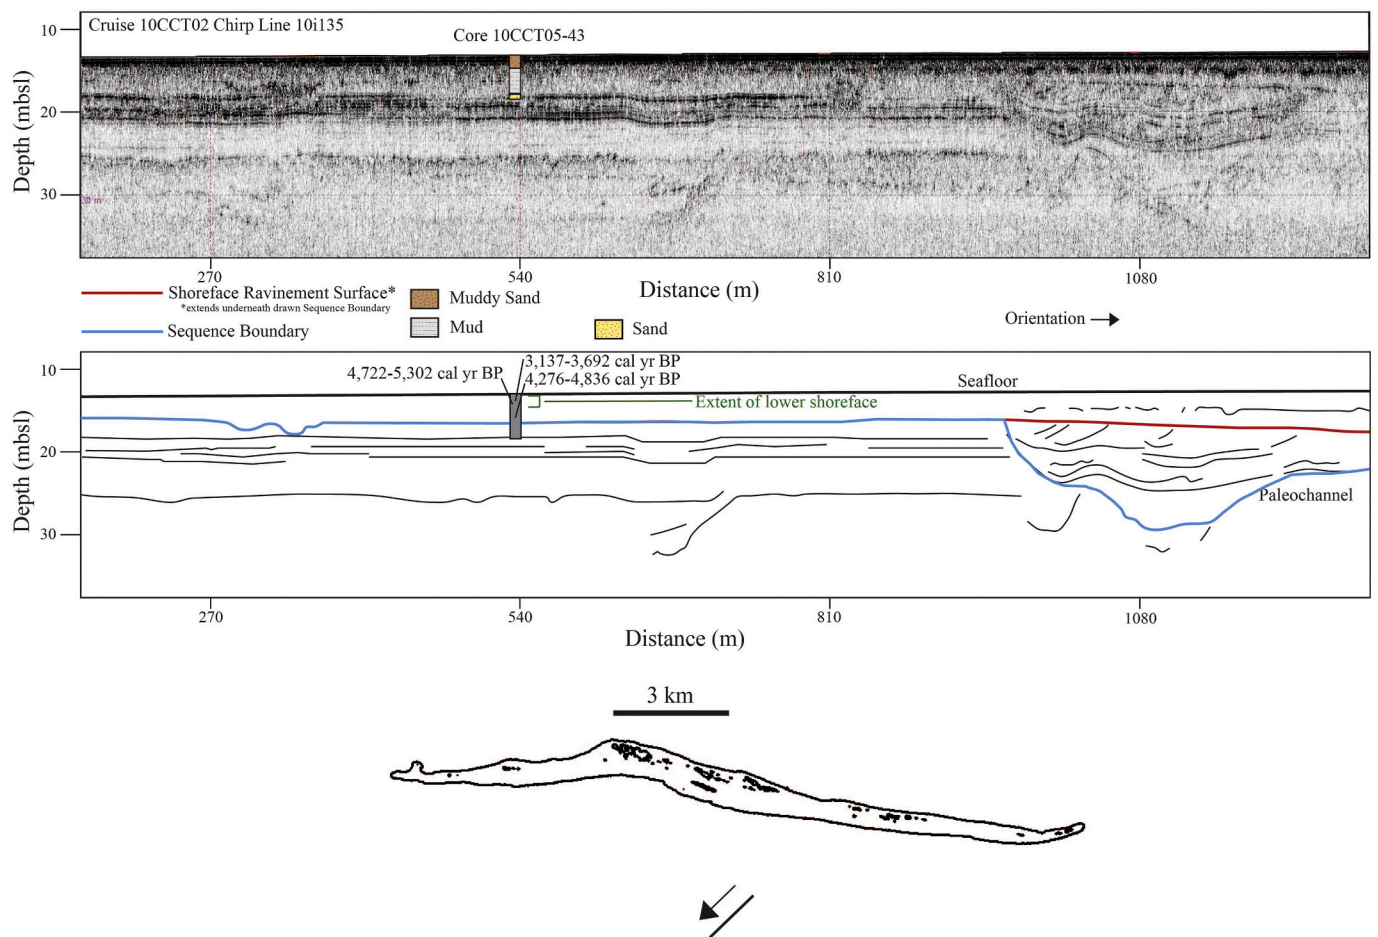 Cruise 10CCT02 Chirp Line 10i135
Core 10CCT05-43
10
20
30
Depth (mbsl)
30 m
270
540
810
1080
Distance (m)
Shoreface Ravinement Surface*
*extends underneath drawn Sequence Boundary
Sequence Boundary
Muddy Sand
Mud
Sand
Orientation
10
20
30
Depth (mbsl)
4,722-5,302 cal yr BP
3,137-3,692 cal yr BP
4,276-4,836 cal yr BP
Seafloor
Extent of lower shoreface
Paleochannel
270
540
810
1080
Distance (m)
3 km